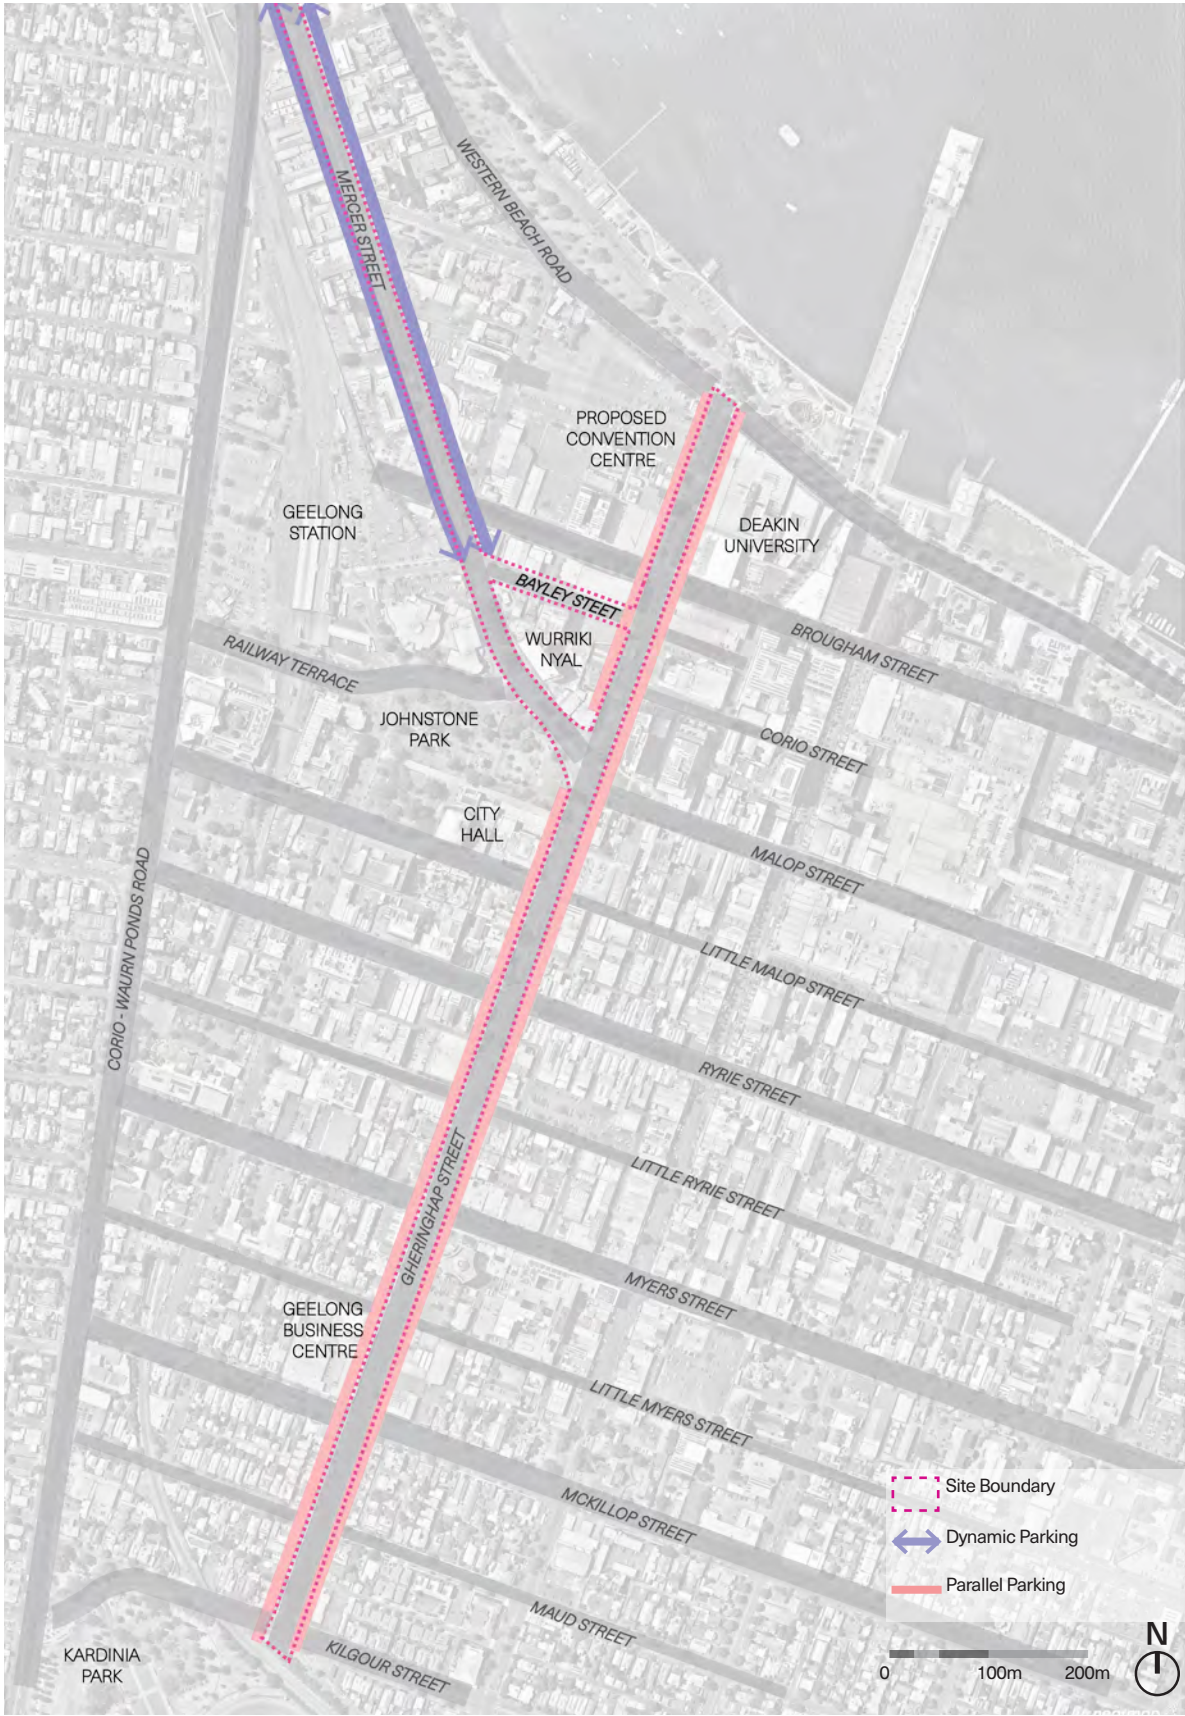 WESTERN BEACH ROAD
MERCER STREET
PROPOSED
CONVENTION
CENTRE
GEELONG
STATION
DEAKIN
UNIVERSITY
BAYLEY STEET
WURRIKI
NYAL
BROUGHAM STREET
RAILWAY TERRACE
JOHNSTONE
PARK
CORIO STREET
CITY
HALL
MALOP STREET
CORIO - WAURN PONDS ROAD
LITTLE MALOP STREET
RYRIE STREET
GHERINGHAP STREET
LITTLE RYRIE STREET
MYERS STREET
GEELONG
BUSINESS
CENTRE
LITTLE MYERS STREET
MCKILLOP STREET
MAUD STREET
KILGOUR STREET
KARDINIA
PARK
Site Boundary
Dynamic Parking
Parallel Parking
N
0 100m 200m
nearmap